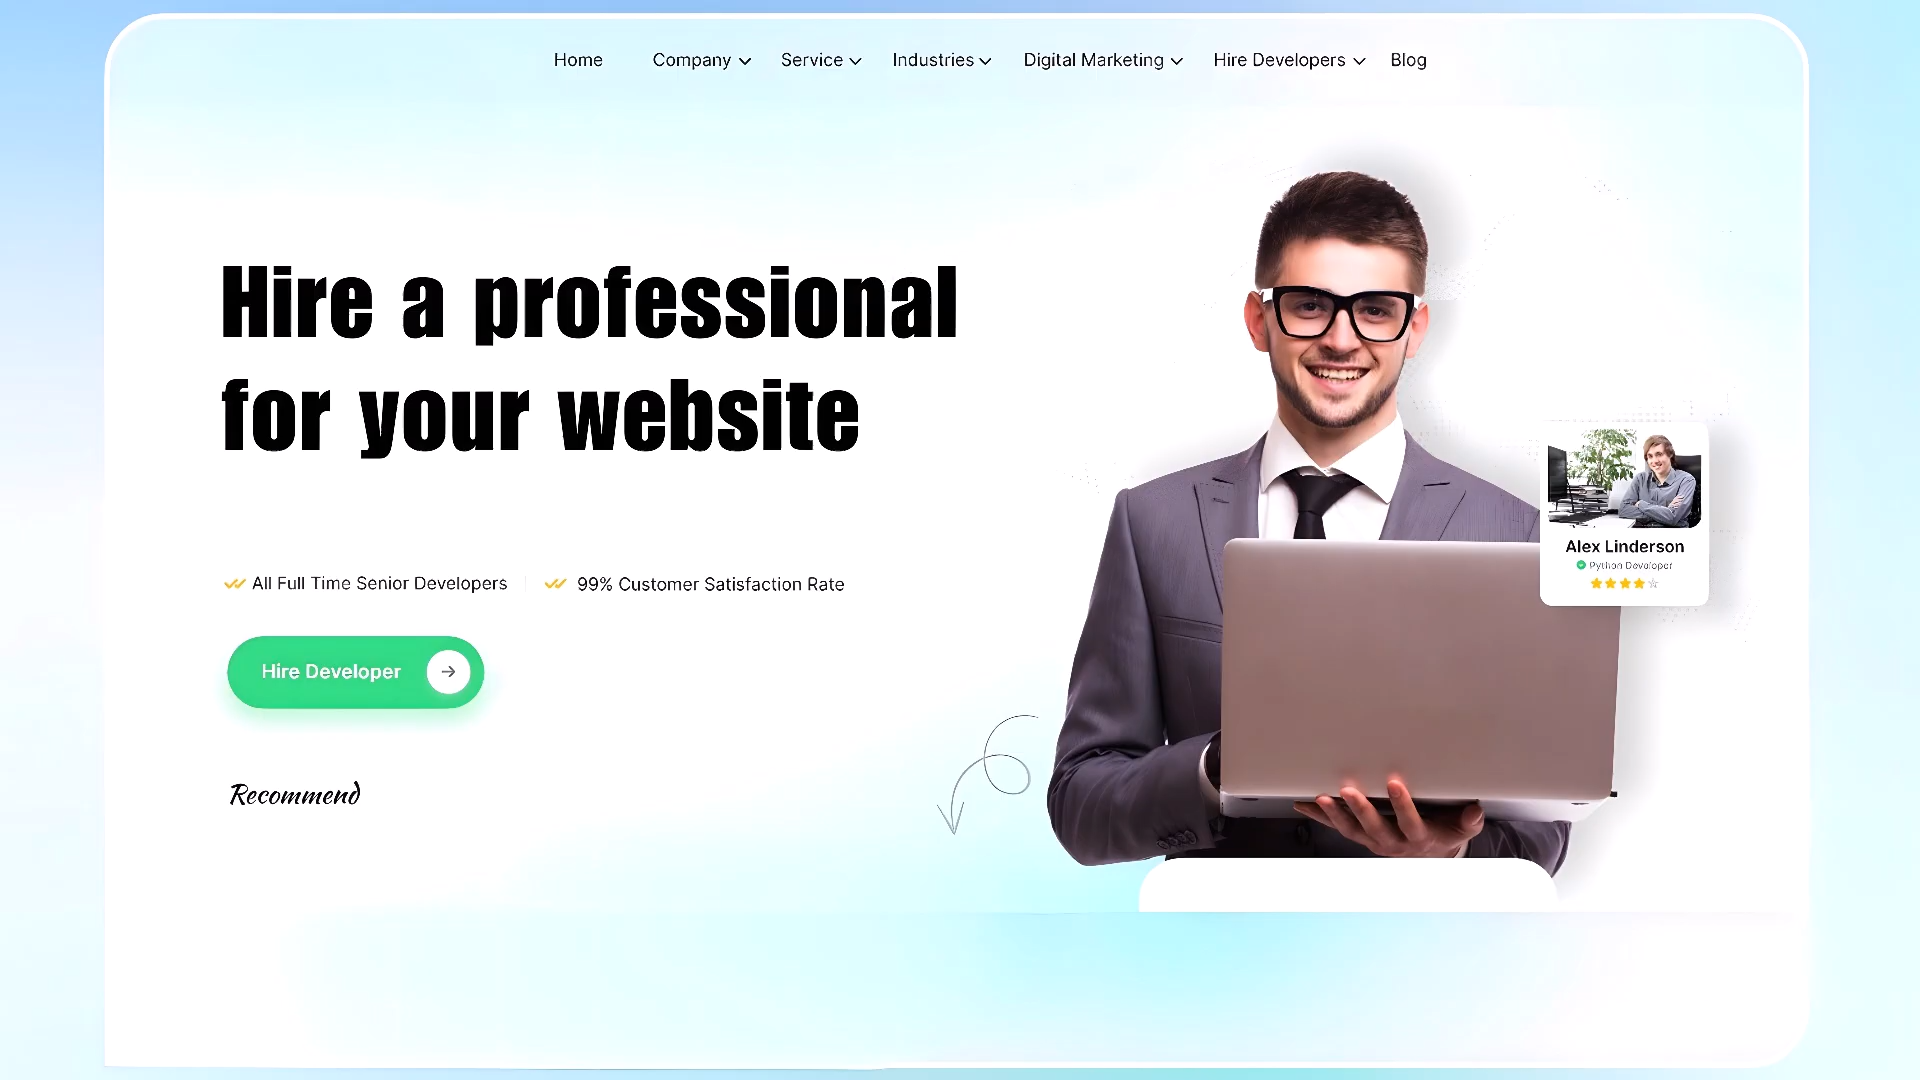 Home Company Service Industries Digital Marketing Hire Developers Blog
Hire a professional
for your website
All Full Time Senior Developers 99% Customer Satisfaction Rate
Hire Developer
Recommend
Alex Linderson
Python Developer